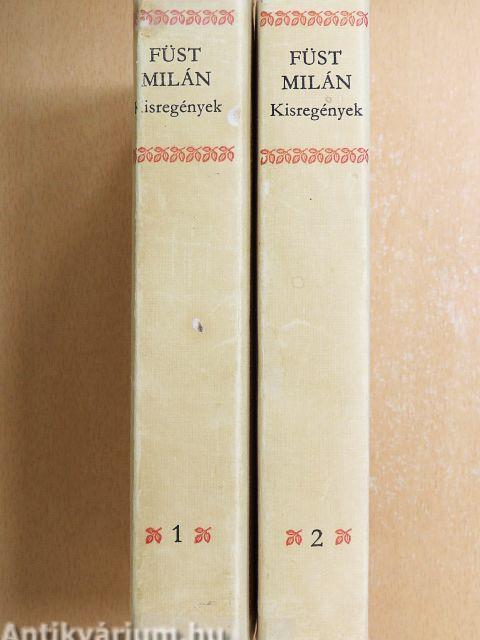 FÜST
MILÁN
Kisregények
1
FÜST
MILÁN
Kisregények
2
Antikvárium.hu